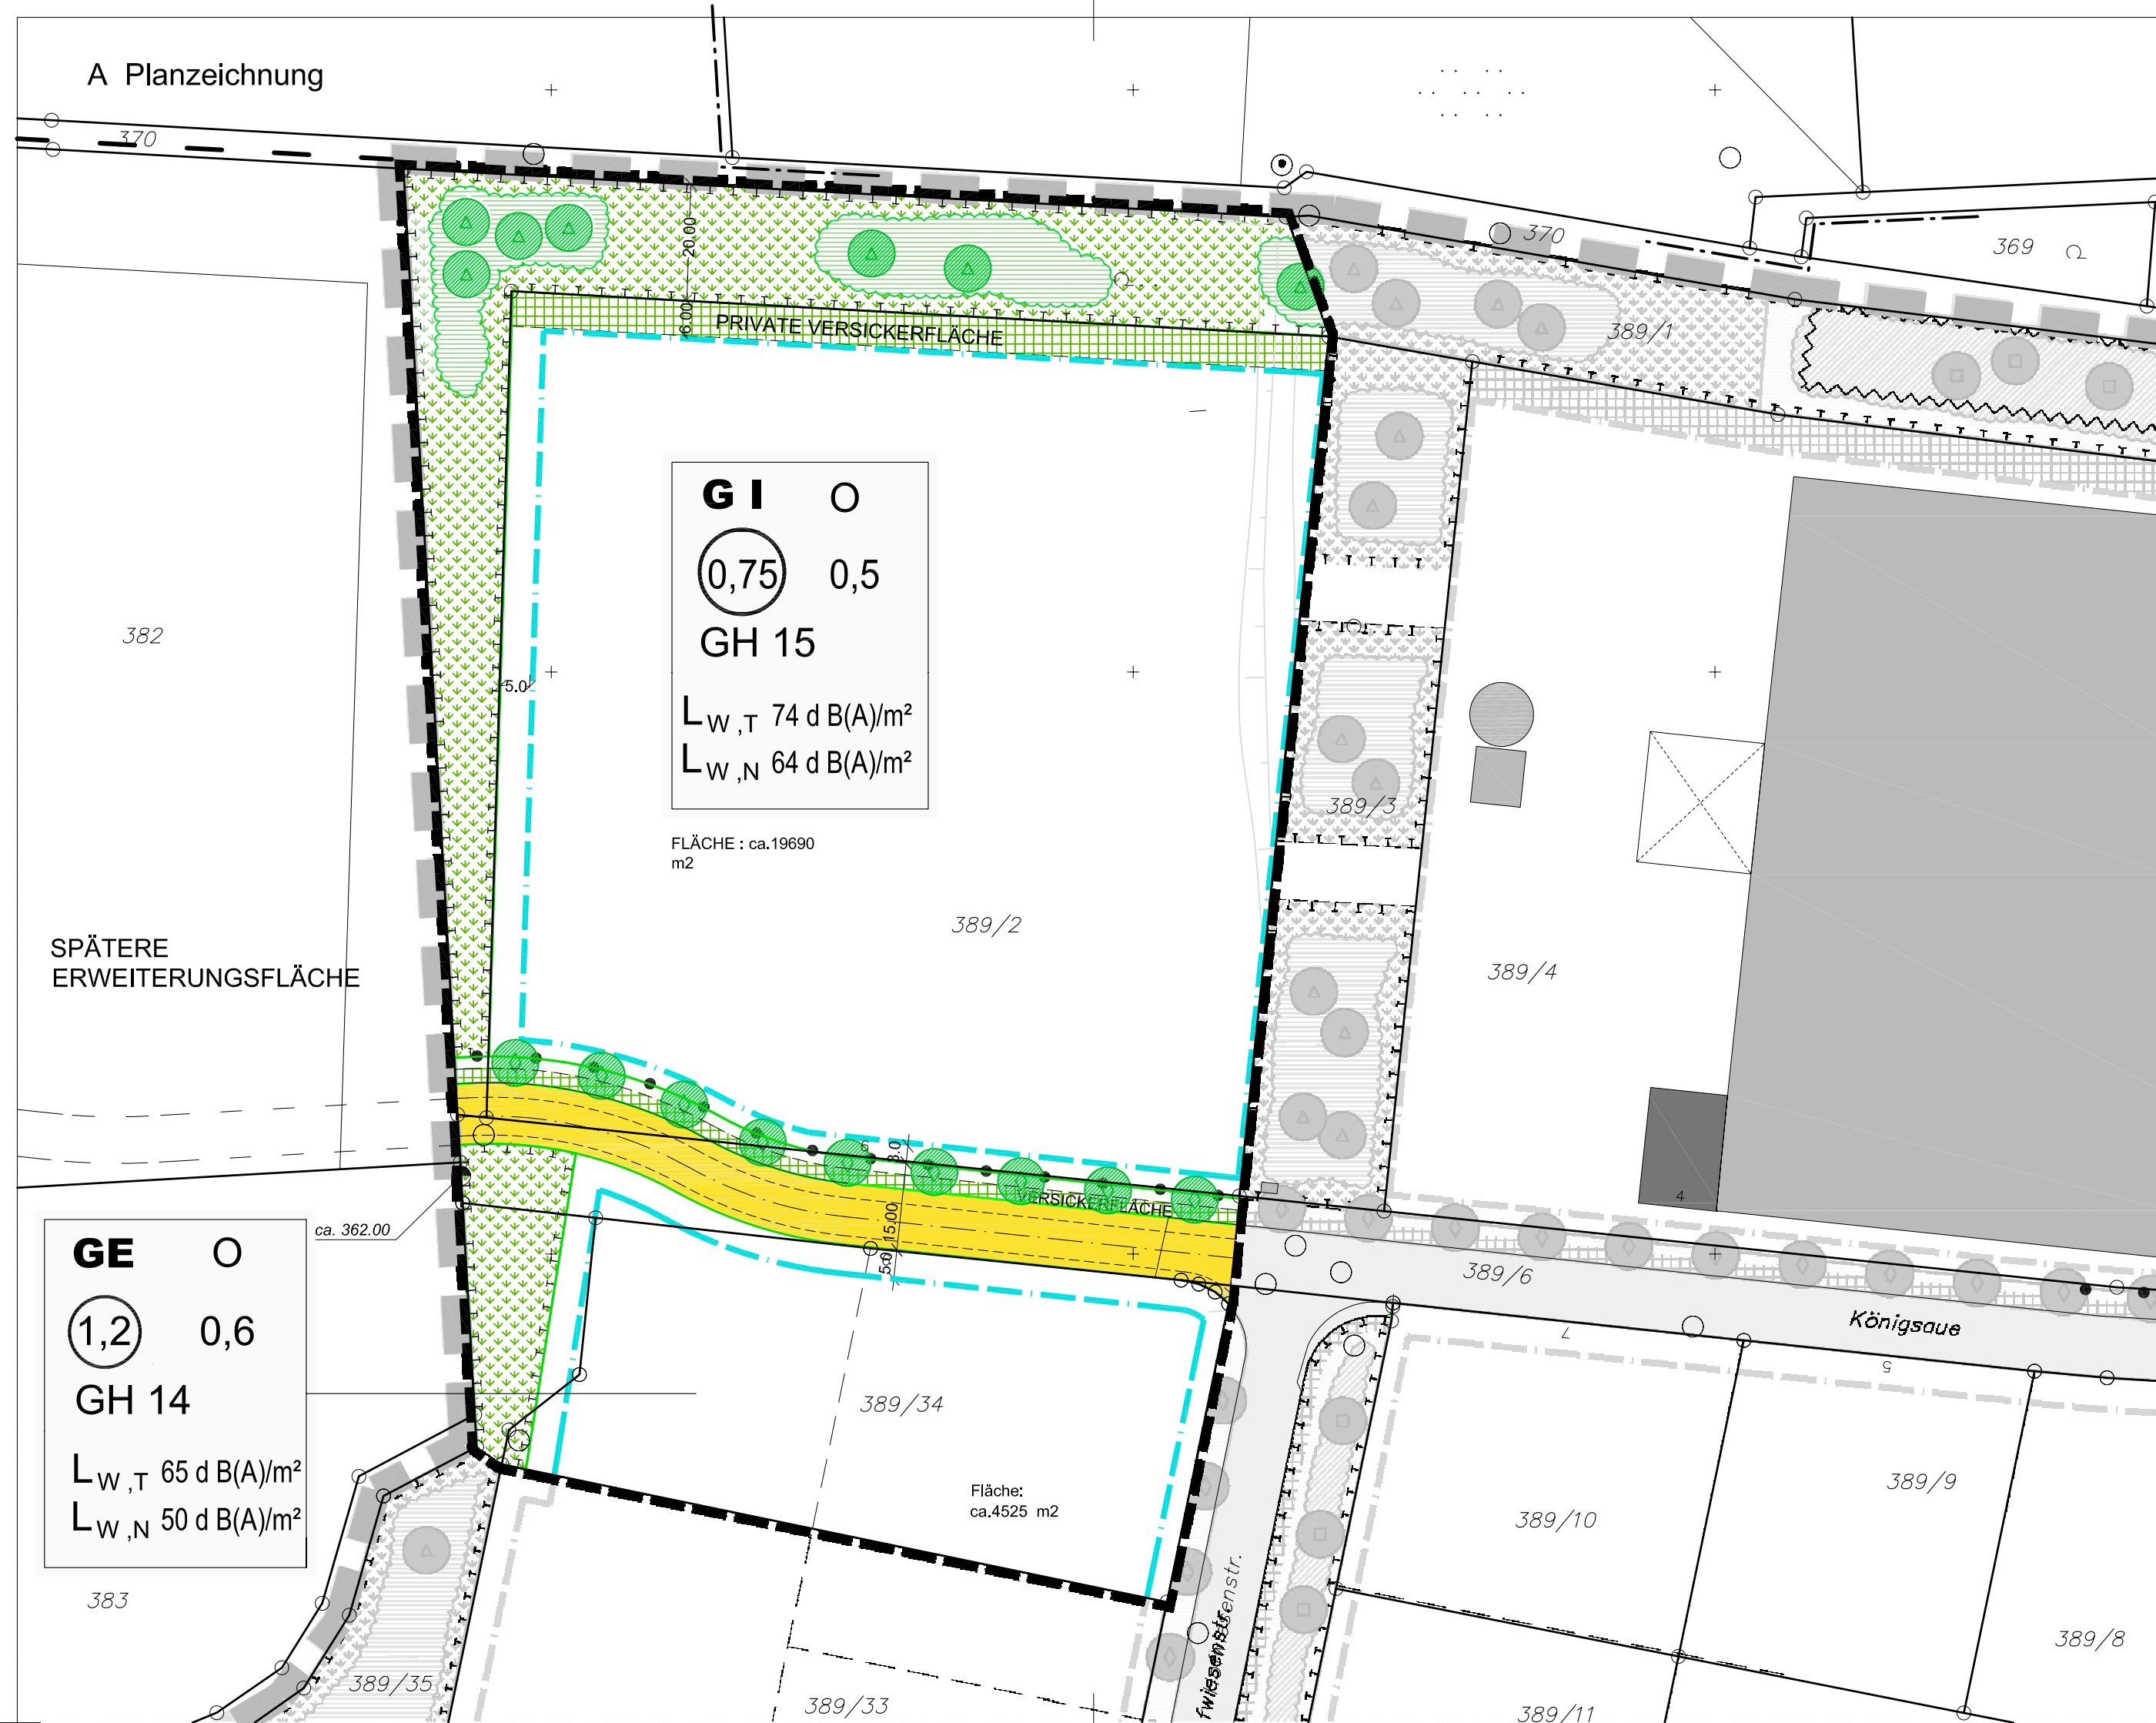 A Planzeichnung
370
370
369
20.00
6.00
PRIVATE VERSICKERFLÄCHE
389/1
G I O
0,75 0,5
GH 15
L W,T 74 d B(A)/m²
L W,N 64 d B(A)/m²
FLÄCHE : ca.19690
m2
382
5.0
389/3
389/2
389/4
SPÄTERE
ERWEITERUNGSFLÄCHE
3.0
VERSICKERFLÄCHE
15.00
5.0
4
ca. 362.00
389/6
Königsaue
7
5
GE O
1,2 0,6
GH 14
L W,T 65 d B(A)/m²
L W,N 50 d B(A)/m²
389/34
Fläche:
ca.4525 m2
389/10
389/9
383
389/8
389/35
389/33
389/11